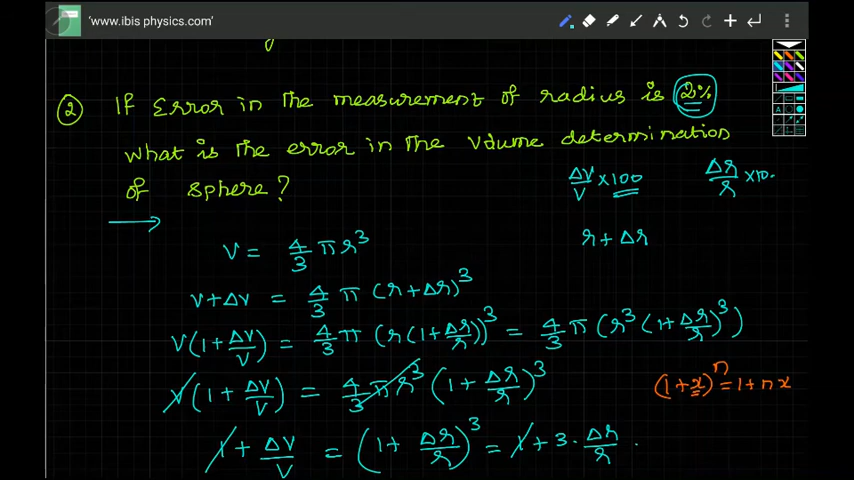 'www.ibis physics.com'
② If Error in the measurement of radius is 2%
what is the error in the volume determination
of sphere?
ΔV/V ×100 Δr/r ×10
r + Δr
V = 4/3 πr³
V+ΔV = 4/3 π (r+Δr)³
V(1+ΔV/V) = 4/3 π (r(1+Δr/r))³ = 4/3 π (r³(1+Δr/r)³)
V(1+ΔV/V) = 4/3 πr³ (1+Δr/r)³
(1+x)ⁿ = 1+nx
1+ΔV/V = (1+Δr/r)³ = 1+3·Δr/r .